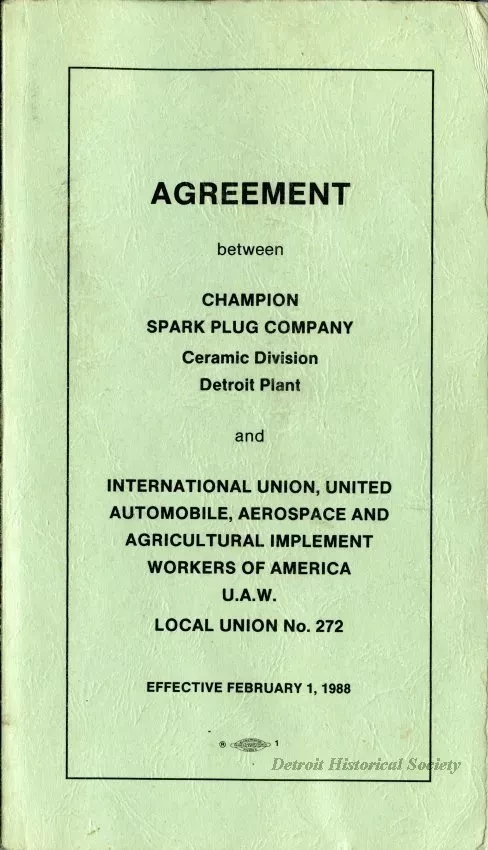 AGREEMENT
between
CHAMPION
SPARK PLUG COMPANY
Ceramic Division
Detroit Plant
and
INTERNATIONAL UNION, UNITED
AUTOMOBILE, AEROSPACE AND
AGRICULTURAL IMPLEMENT
WORKERS OF AMERICA
U.A.W.
LOCAL UNION No. 272
EFFECTIVE FEBRUARY 1, 1988
® 1
Detroit Historical Society